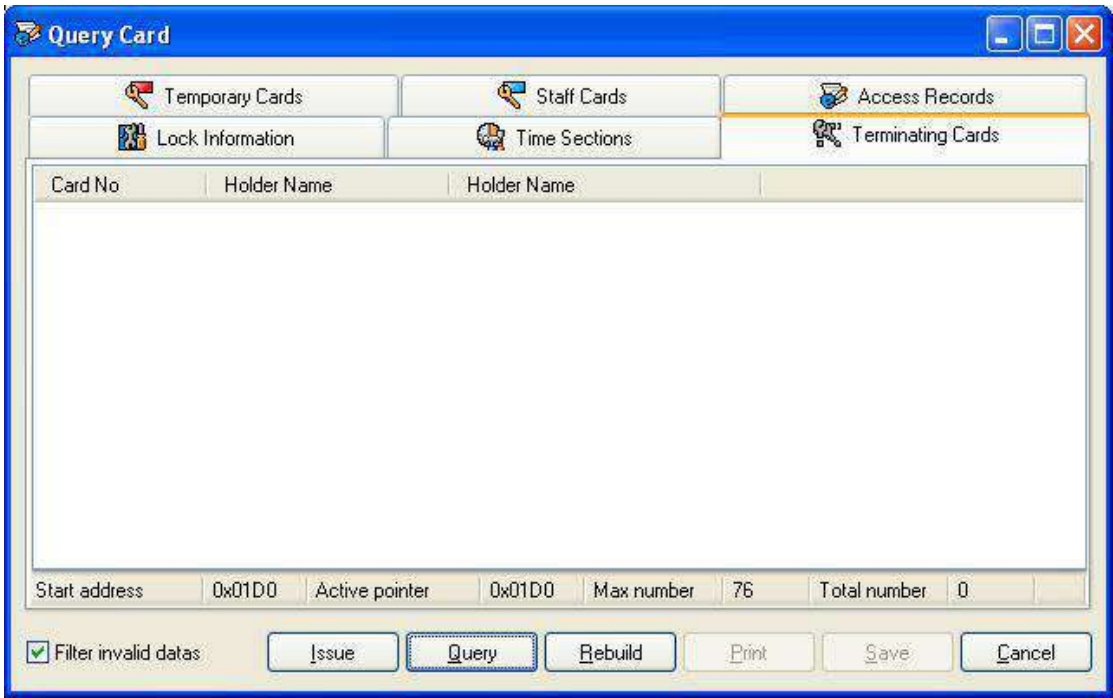 Query Card
Temporary Cards Staff Cards Access Records
Lock Information Time Sections Terminating Cards
Card No Holder Name Holder Name
Start address 0x01D0 Active pointer 0x01D0 Max number 76 Total number 0
Filter invalid datas Issue Query Rebuild Print Save Cancel